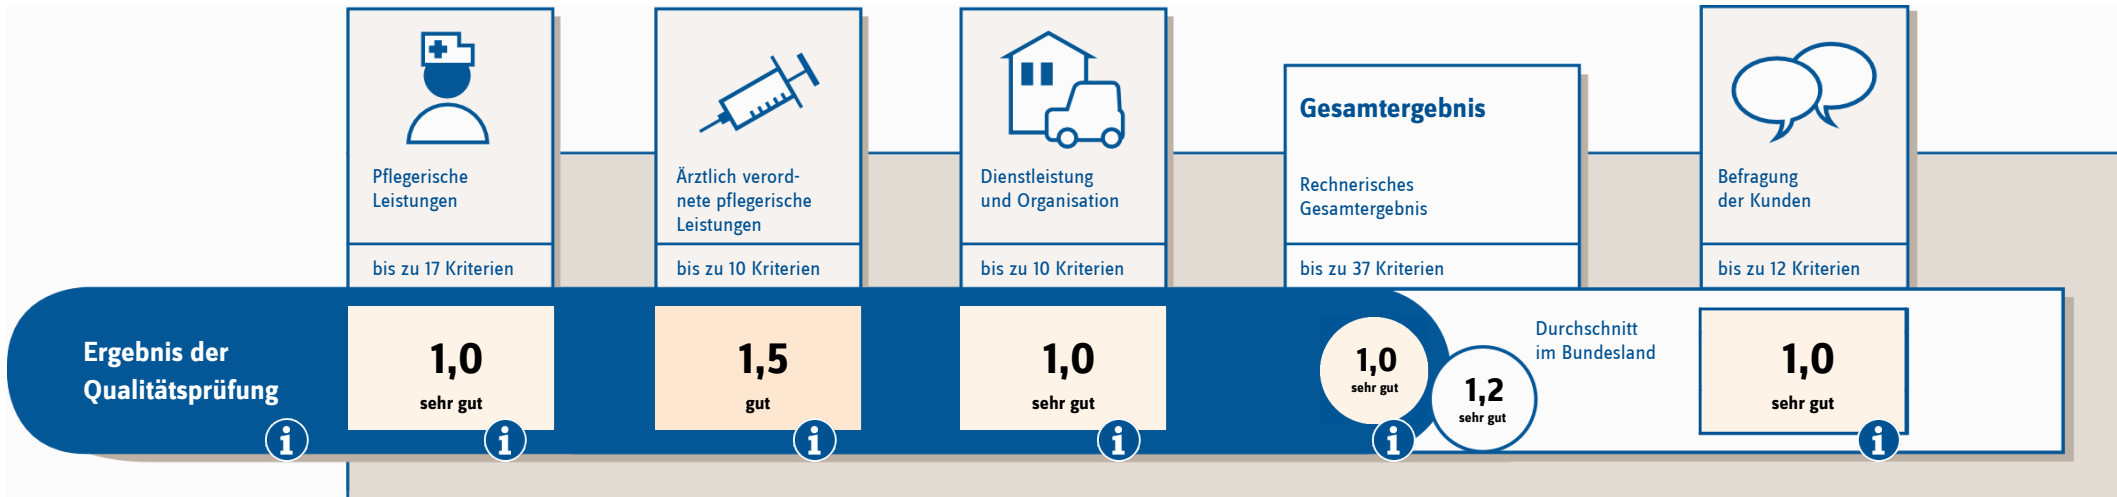 Pflegerische
Leistungen
bis zu 17 Kriterien
Ärztlich verord-
nete pflegerische
Leistungen
bis zu 10 Kriterien
Dienstleistung
und Organisation
bis zu 10 Kriterien
Gesamtergebnis
Rechnerisches
Gesamtergebnis
bis zu 37 Kriterien
Befragung
der Kunden
bis zu 12 Kriterien
Ergebnis der
Qualitätsprüfung
i
1,0
sehr gut
i
1,5
gut
i
1,0
sehr gut
i
1,0
sehr gut
i
1,2
sehr gut
Durchschnitt
im Bundesland
1,0
sehr gut
i